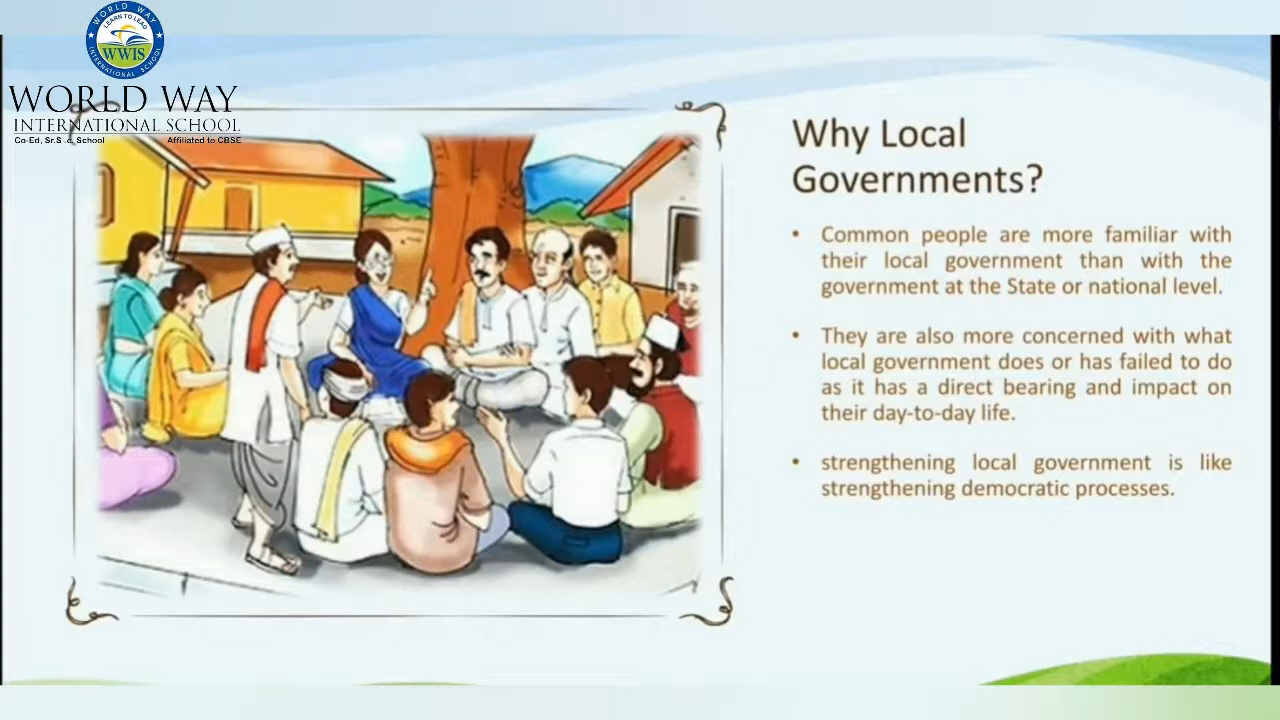 WORLD WAY
LEARN TO LEAD
WWIS
INTERNATIONAL SCHOOL
WORLD WAY
INTERNATIONAL SCHOOL
Co-Ed, Sr.S c. School Affiliated to CBSE
Why Local
Governments?
• Common people are more familiar with
their local government than with the
government at the State or national level.
• They are also more concerned with what
local government does or has failed to do
as it has a direct bearing and impact on
their day-to-day life.
• strengthening local government is like
strengthening democratic processes.